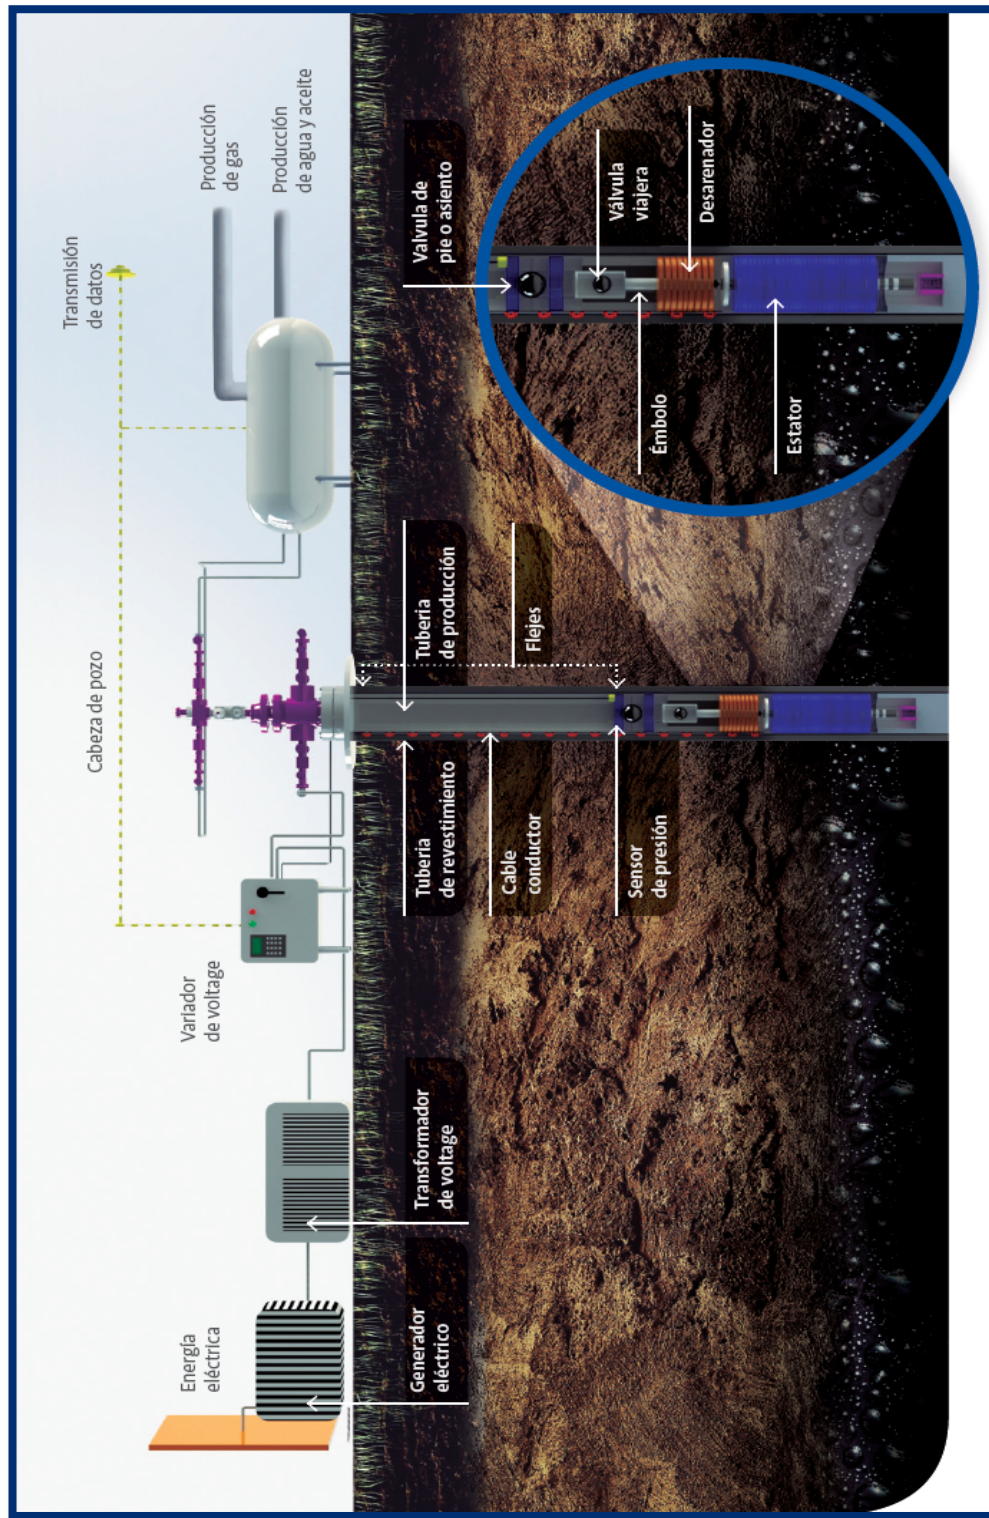 Energía
eléctrica
Variador
de voltage
Cabeza de pozo
Transmisión
de datos
Producción
de gas
Producción
de agua y aceite
Generador
eléctrico
Transformador
de voltage
Tuberia
de revestimiento
Cable
conductor
Sensor
de presión
Tuberia
de producción
Flejes
Valvula de
pie o asiento
Válvula
viajera
Desarenador
Émbolo
Estator